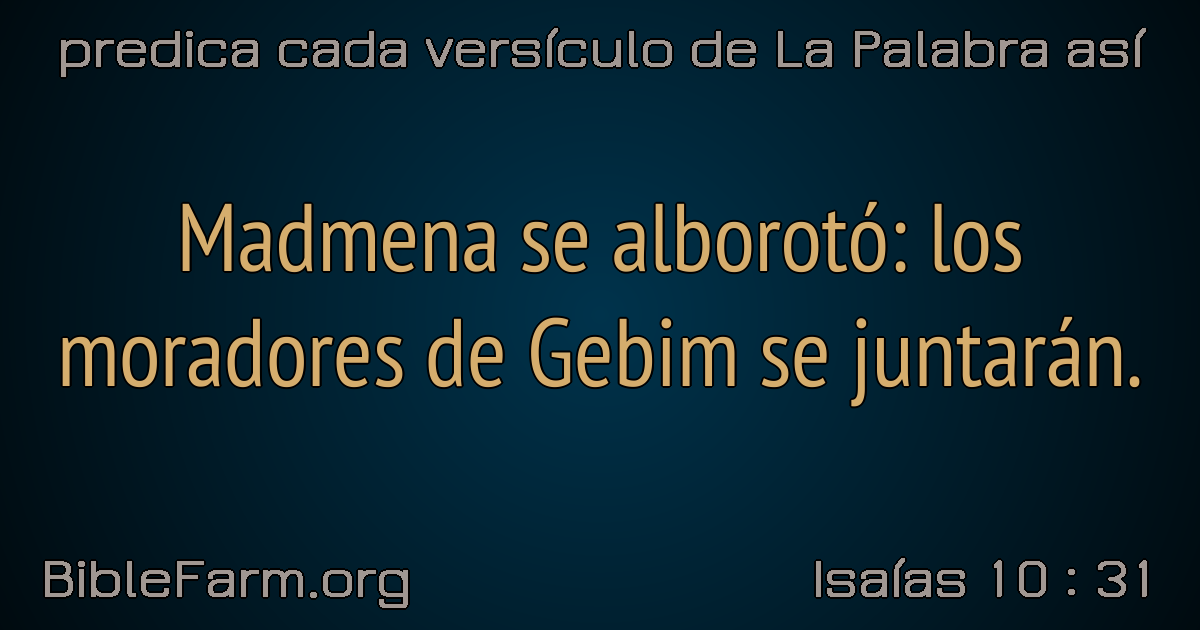 predica cada versículo de La Palabra así
Madmena se alborotó: los
moradores de Gebim se juntarán.
BibleFarm.org
Isaías 10 : 31